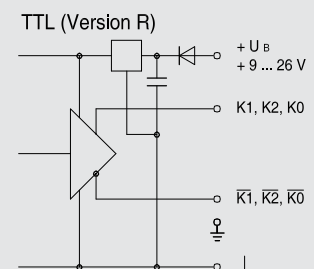 TTL (Version R)
+ U B
+ 9 ... 26 V
K1, K2, K0
K̅1̅, K̅2̅, K̅0̅